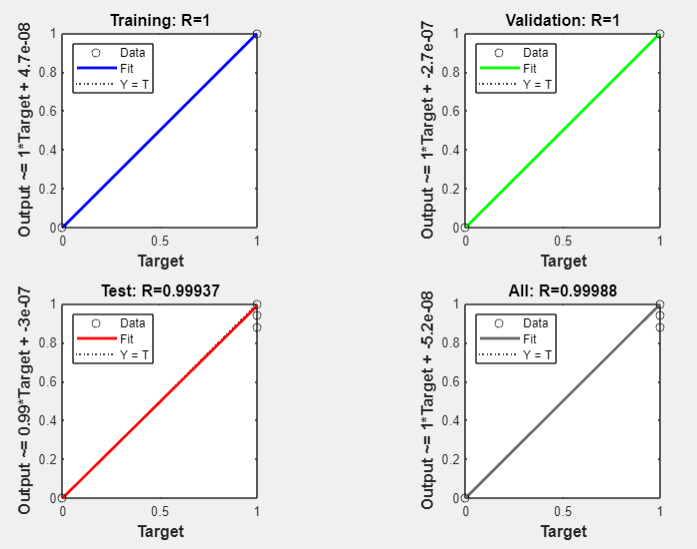 Training: R=1
Output ~= 1*Target + 4.7e-08
1
0.8
0.6
0.4
0.2
0
Data
Fit
Y = T
0
0.5
1
Target
Validation: R=1
Output ~= 1*Target + -2.7e-07
1
0.8
0.6
0.4
0.2
0
Data
Fit
Y = T
0
0.5
1
Target
Test: R=0.99937
Output ~= 0.99*Target + -3e-07
1
0.8
0.6
0.4
0.2
0
Data
Fit
Y = T
0
0.5
1
Target
All: R=0.99988
Output ~= 1*Target + -5.2e-08
1
0.8
0.6
0.4
0.2
0
Data
Fit
Y = T
0
0.5
1
Target